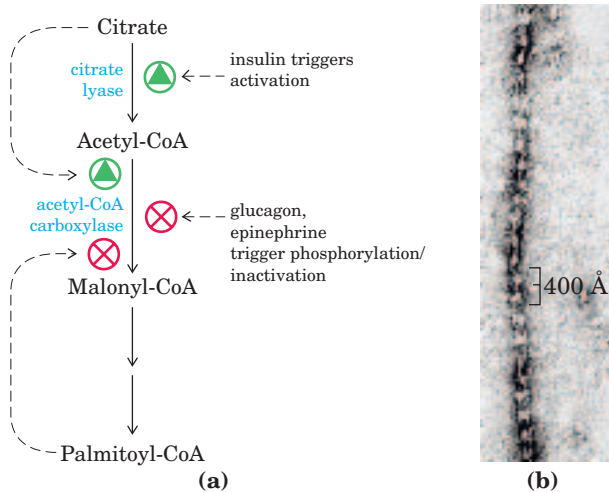 Citrate
citrate
lyase
insulin triggers
activation
Acetyl-CoA
acetyl-CoA
carboxylase
glucagon,
epinephrine
trigger phosphorylation/
inactivation
Malonyl-CoA
Palmitoyl-CoA
(a)
400 Å
(b)